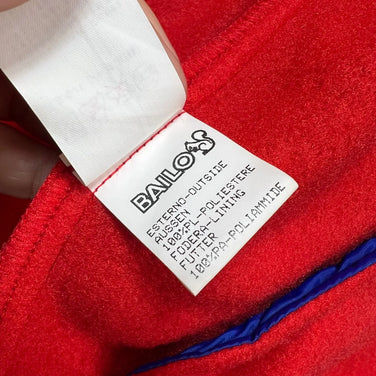 BAILO
ESTERNO-OUTSIDE
AUSSEN
100%PL-POLIESTERE
FODERA-LINING
FUTTER
100%PA-POLIAMMIDE